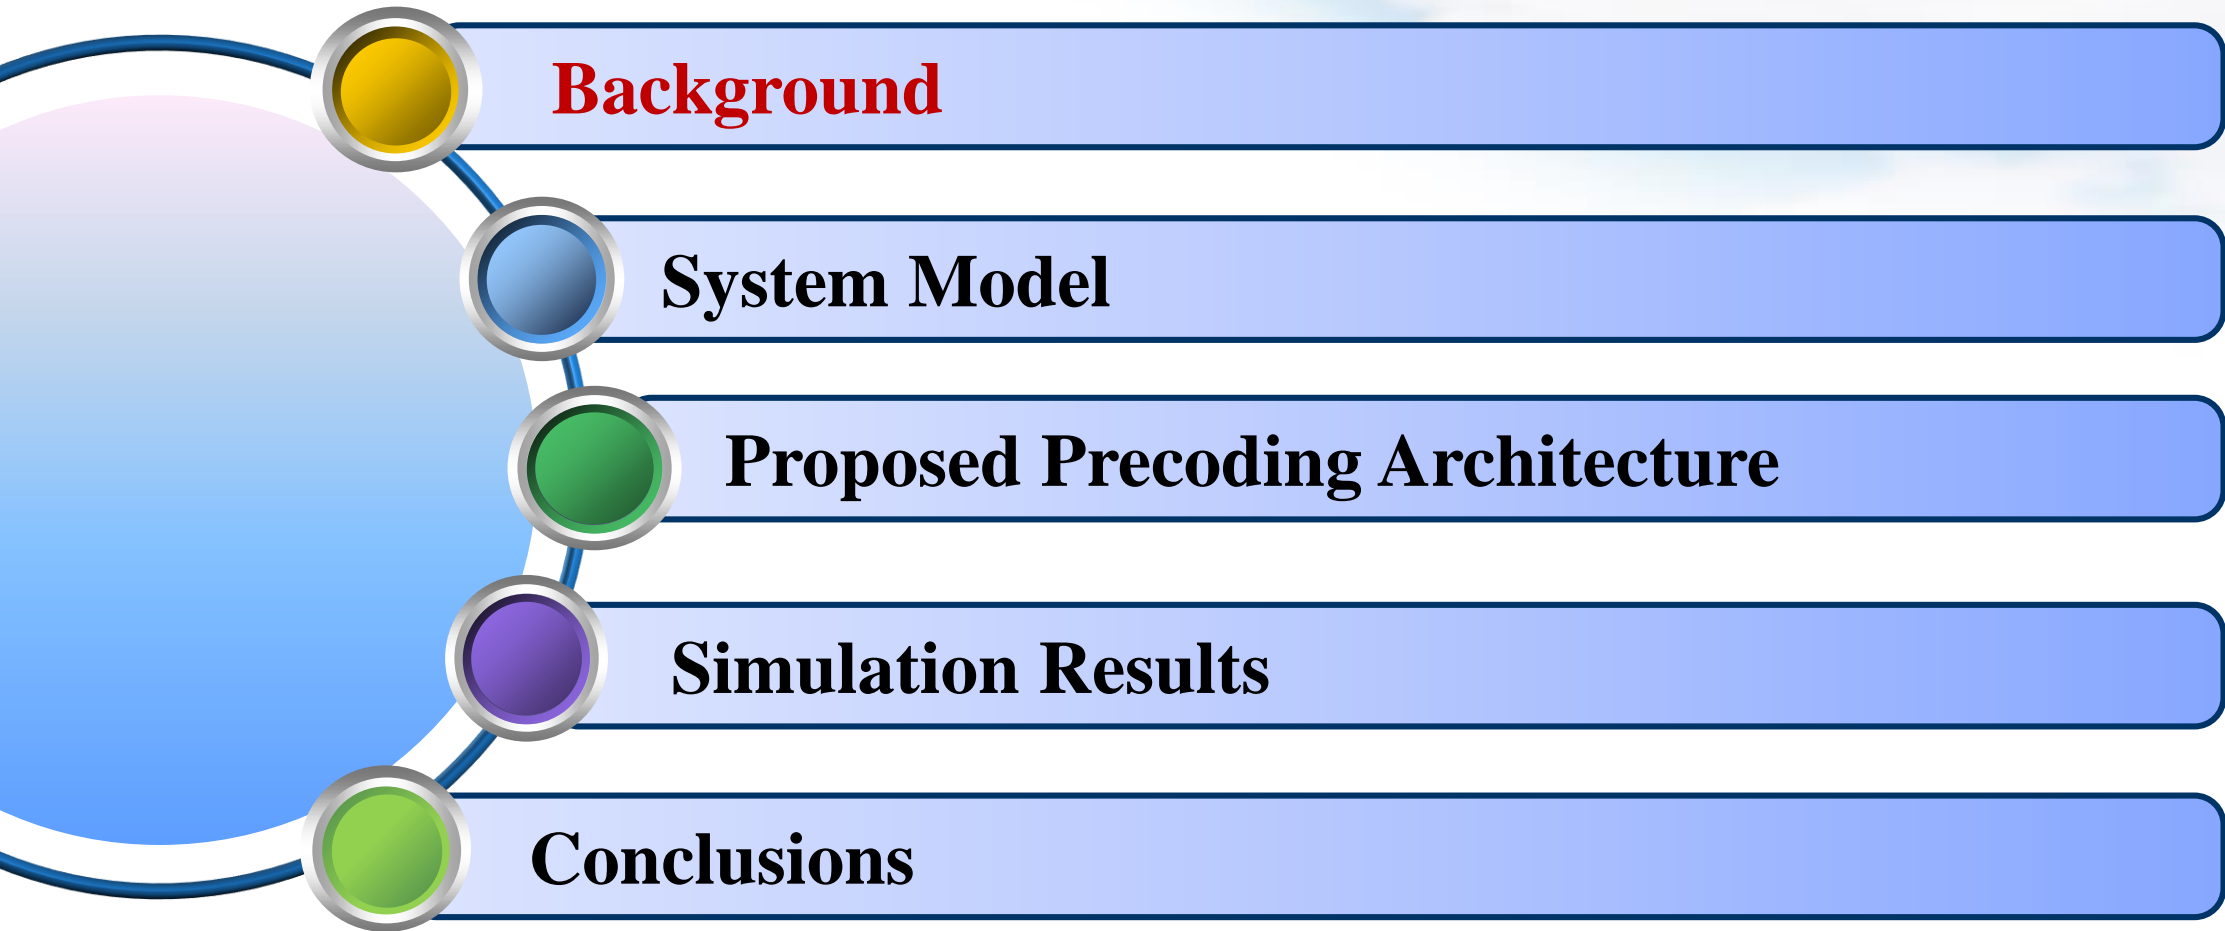 Background
System Model
Proposed Precoding Architecture
Simulation Results
Conclusions